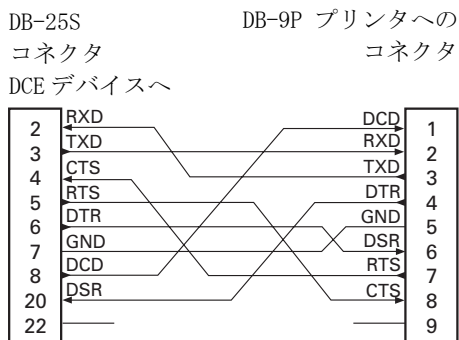 DB-25S
コネクタ
DCE デバイスへ
DB-9P プリンタへの
コネクタ
2 RXD
3 TXD
4 CTS
5 RTS
6 DTR
7 GND
8 DCD
20 DSR
22
DCD 1
RXD 2
TXD 3
DTR 4
GND 5
DSR 6
RTS 7
CTS 8
9